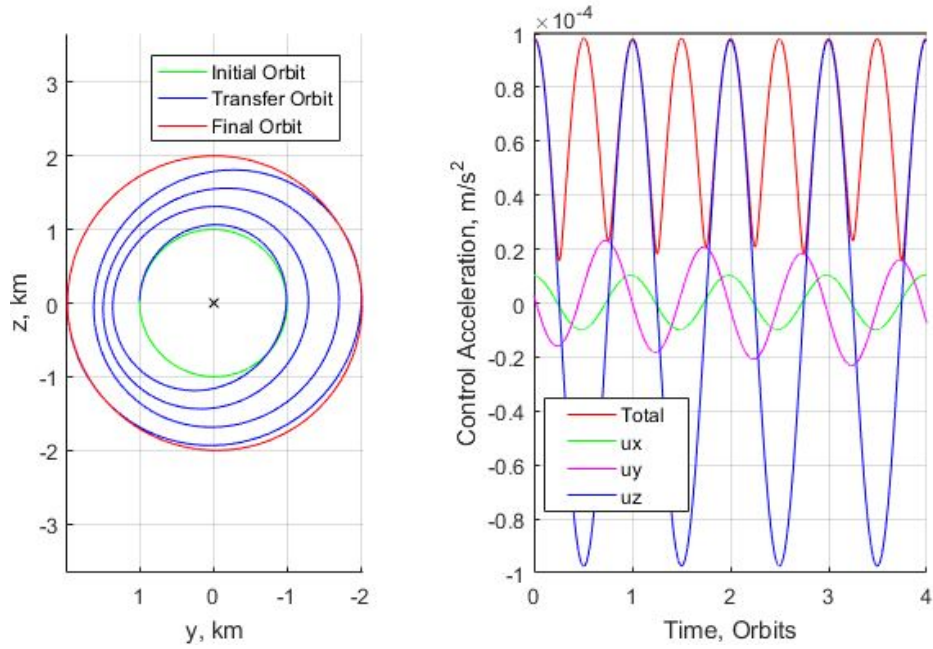 Initial Orbit
Transfer Orbit
Final Orbit
3
2
1
0
-1
-2
-3
z, km
1
0
-1
-2
y, km
×10⁻⁴
1
0.8
0.6
0.4
0.2
0
-0.2
-0.4
-0.6
-0.8
-1
Control Acceleration, m/s²
Total
ux
uy
uz
0
1
2
3
4
Time, Orbits